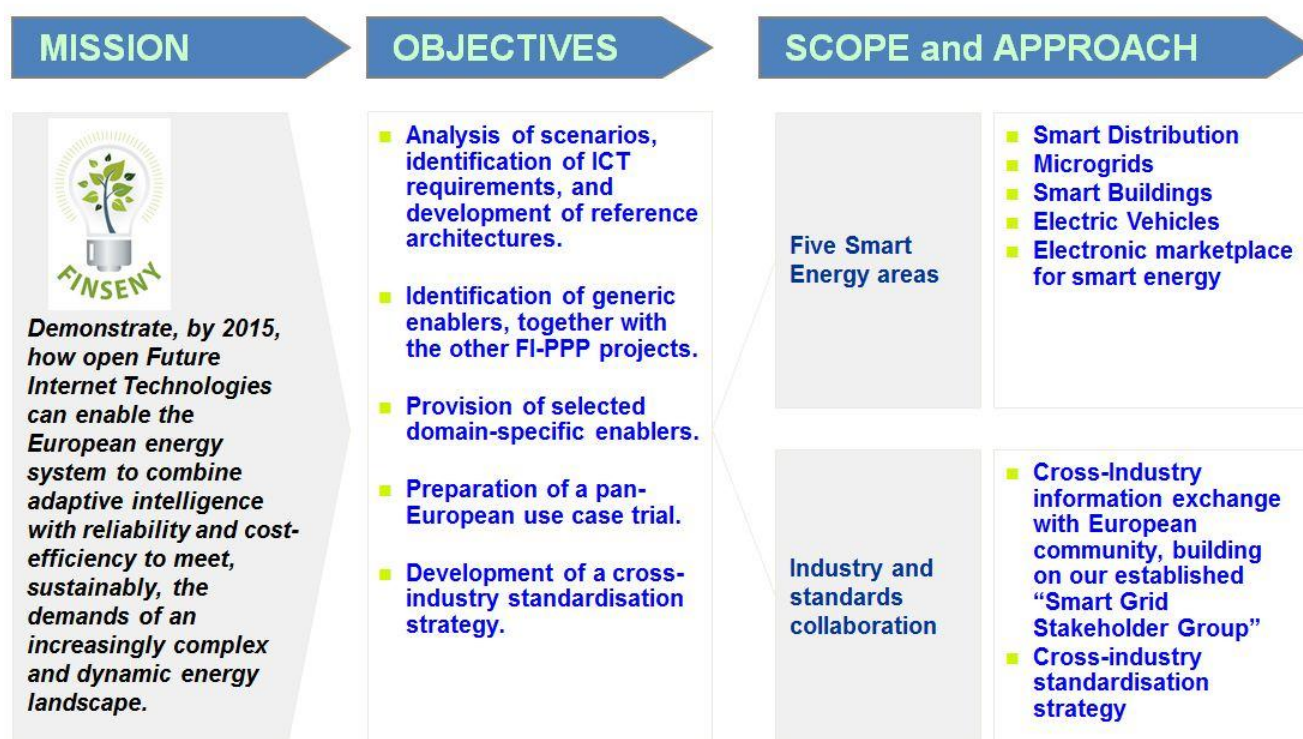 MISSION
OBJECTIVES
SCOPE and APPROACH
FINSENY
Demonstrate, by 2015,
how open Future
Internet Technologies
can enable the
European energy
system to combine
adaptive intelligence
with reliability and cost-
efficiency to meet,
sustainably, the
demands of an
increasingly complex
and dynamic energy
landscape.
Analysis of scenarios,
identification of ICT
requirements, and
development of reference
architectures.
Identification of generic
enablers, together with
the other FI-PPP projects.
Provision of selected
domain-specific enablers.
Preparation of a pan-
European use case trial.
Development of a cross-
industry standardisation
strategy.
Five Smart
Energy areas
Smart Distribution
Microgrids
Smart Buildings
Electric Vehicles
Electronic marketplace
for smart energy
Industry and
standards
collaboration
Cross-Industry
information exchange
with European
community, building
on our established
“Smart Grid
Stakeholder Group”
Cross-industry
standardisation
strategy